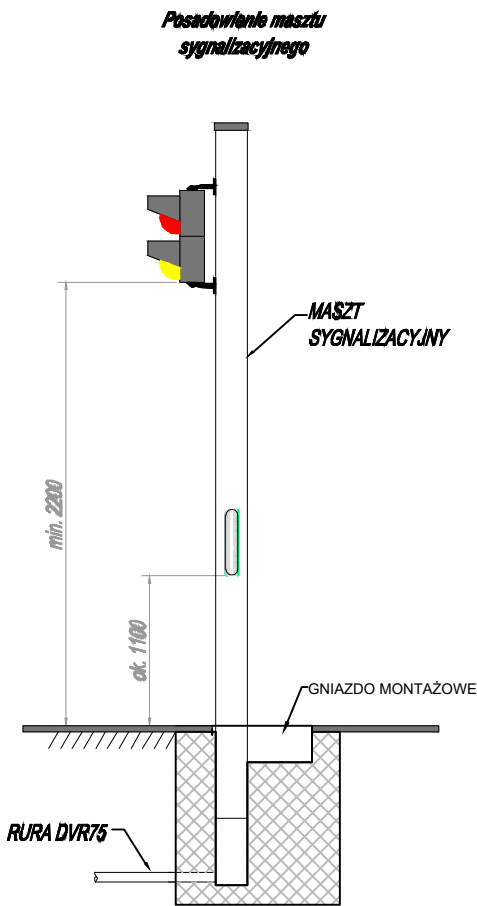 Posadowienie masztu
sygnalizacyjnego
MASZT
SYGNALIZACYJNY
min. 2200
ok. 1100
GNIAZDO MONTAŻOWE
RURA DVR75